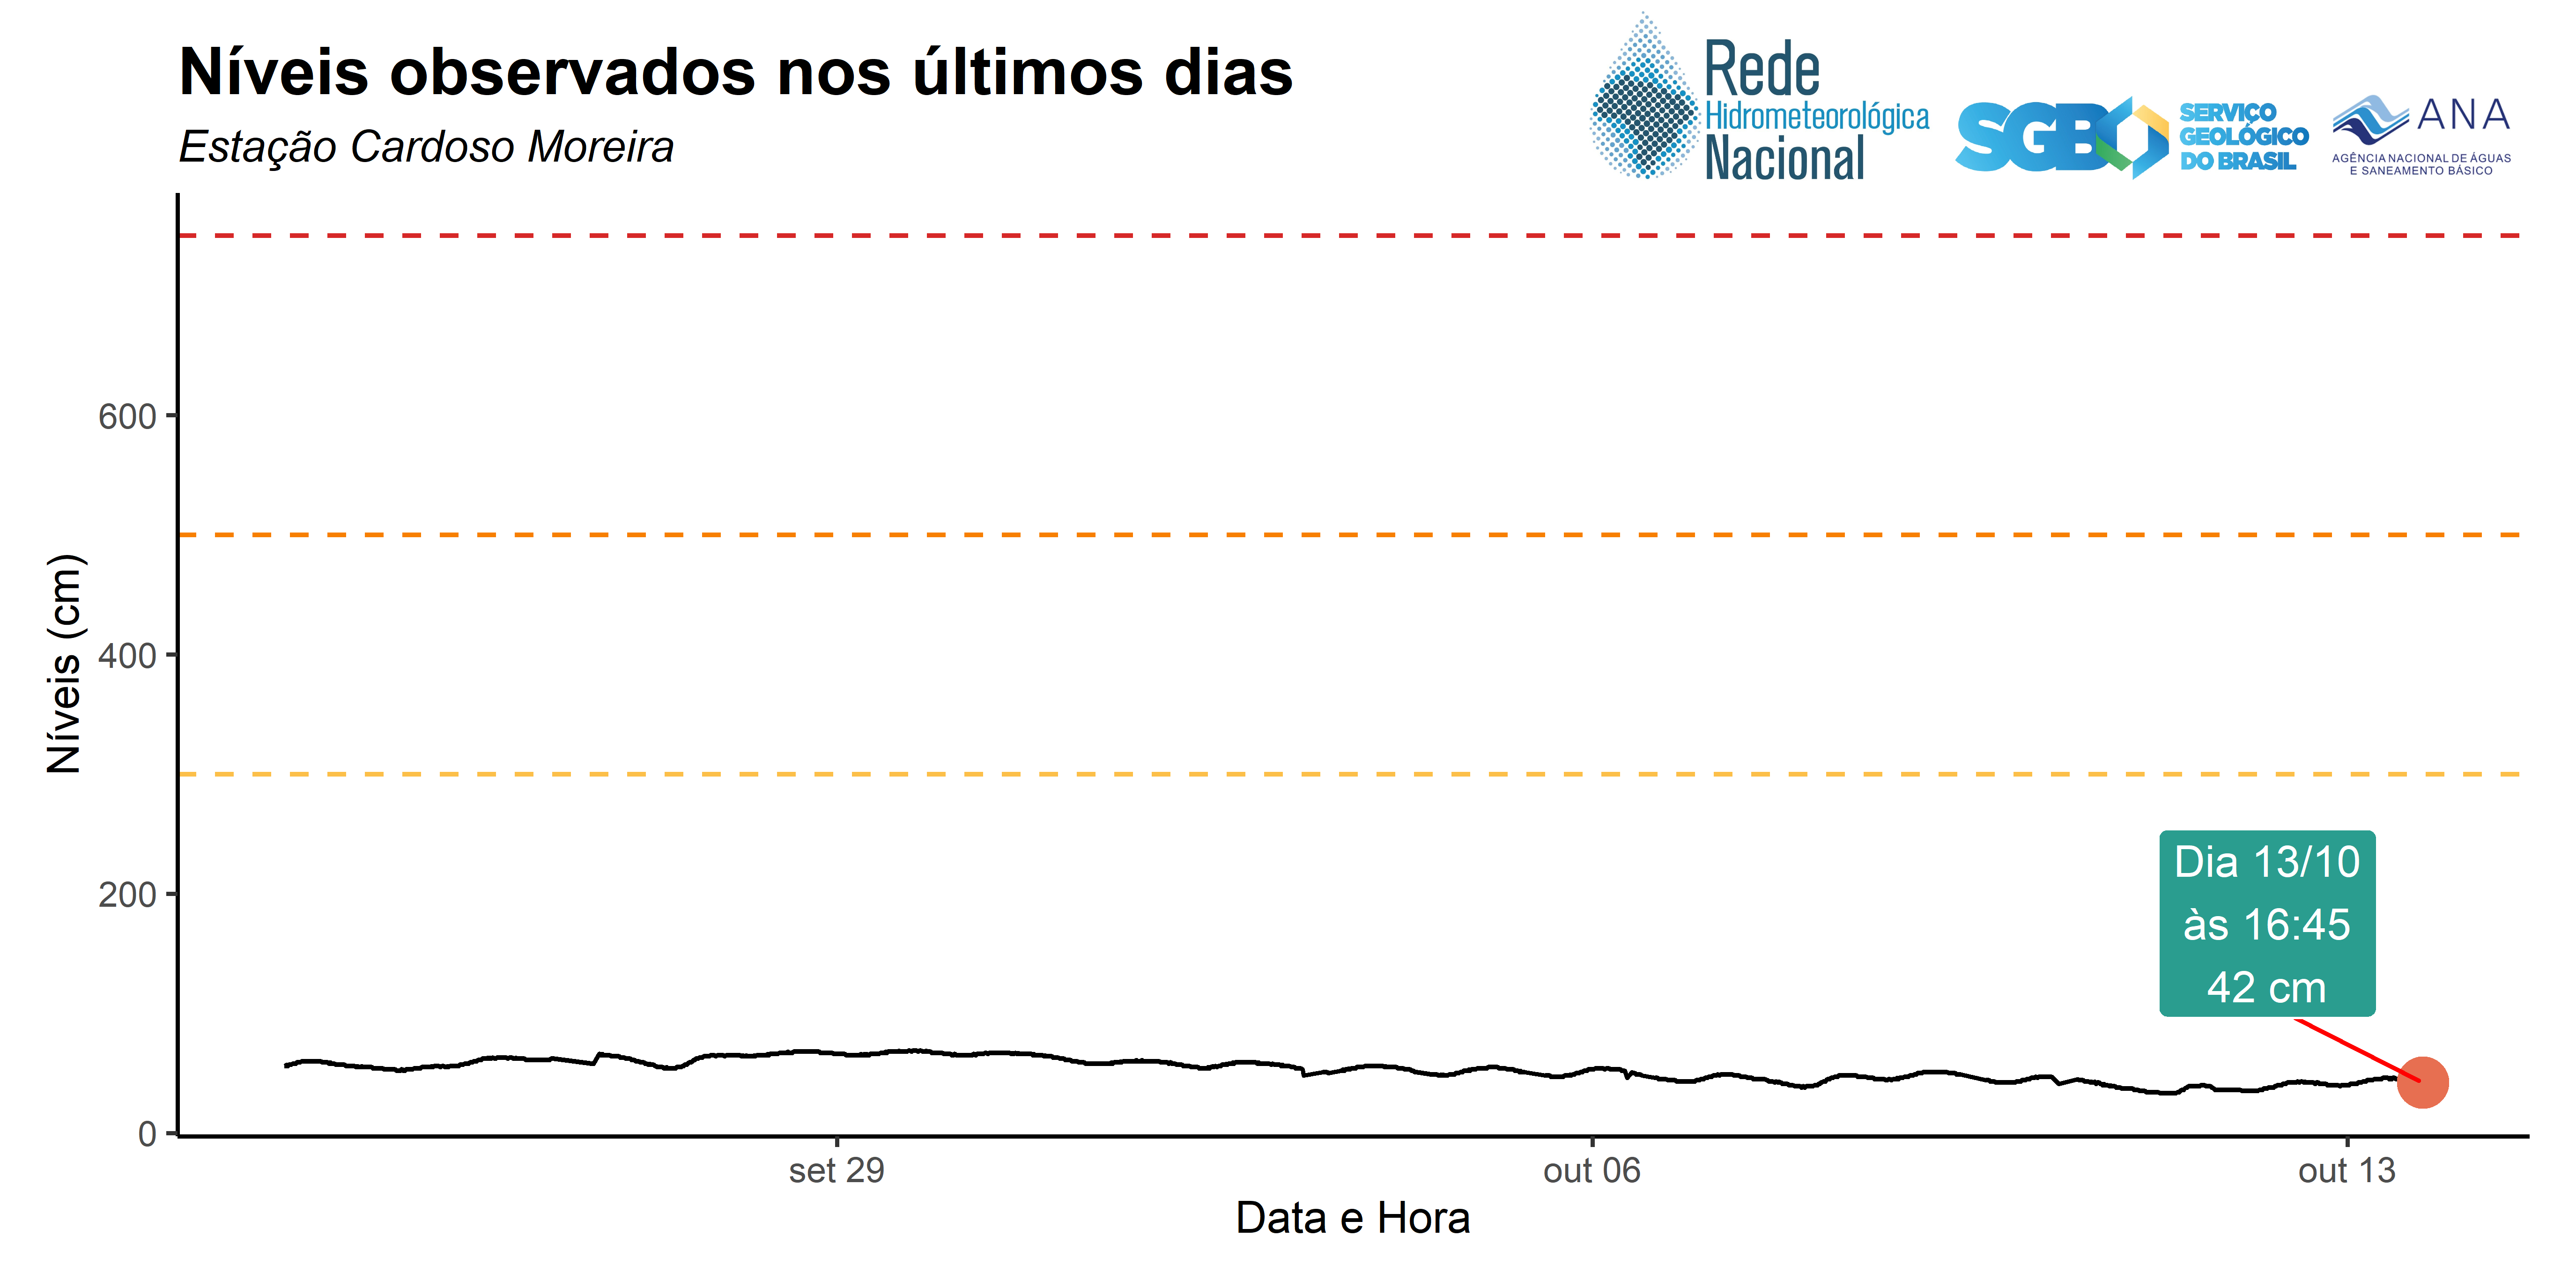 Níveis observados nos últimos dias
Estação Cardoso Moreira
Rede
Hidrometeorológica
Nacional
SGB
SERVIÇO
GEOLÓGICO
DO BRASIL
ANA
AGÊNCIA NACIONAL DE ÁGUAS
E SANEAMENTO BÁSICO
Níveis (cm)
600
400
200
0
Dia 13/10
às 16:45
42 cm
set 29
out 06
out 13
Data e Hora